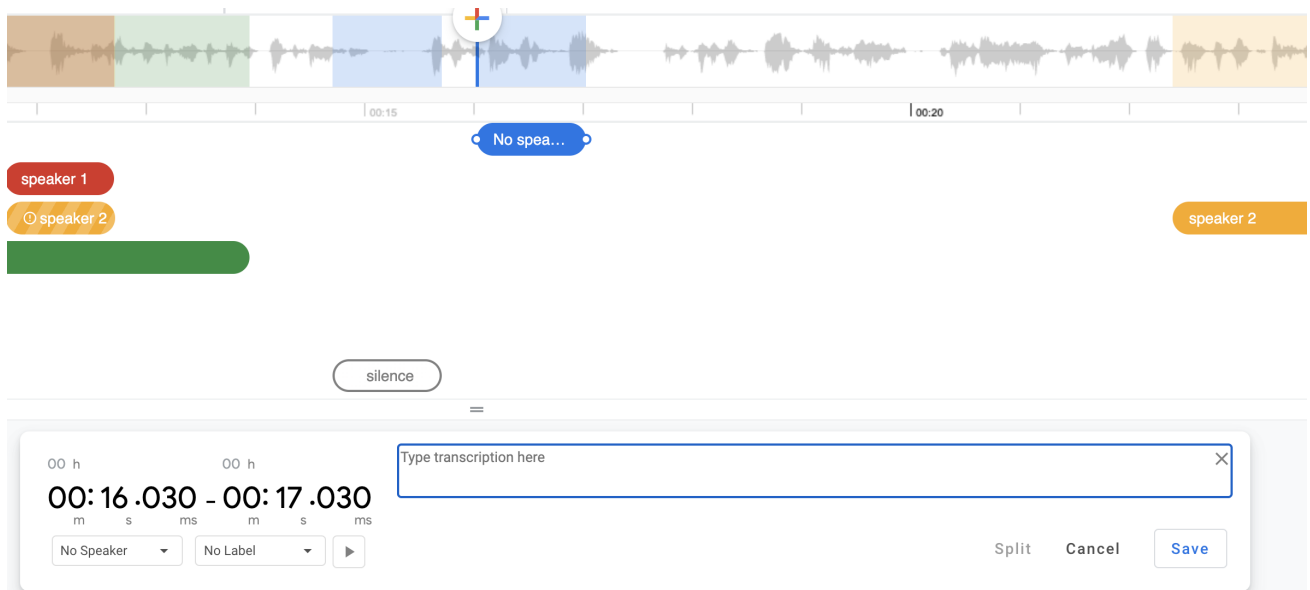 00:15
00:20
No spea...
speaker 1
speaker 2
speaker 2
silence
00 h 00 h
00: 16 .030 - 00: 17 .030
m s ms m s ms
Type transcription here
No Speaker No Label
Split Cancel Save